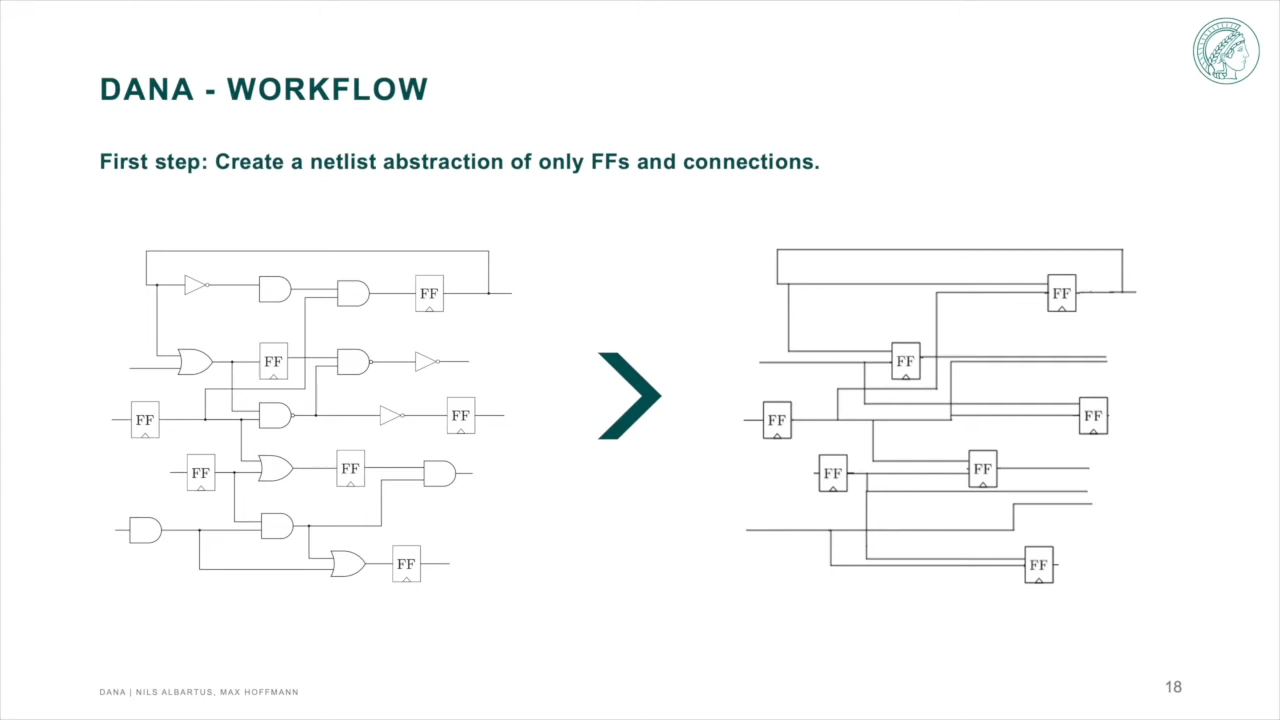 DANA - WORKFLOW
First step: Create a netlist abstraction of only FFs and connections.
FF
FF
FF
FF
FF
FF
FF
FF
FF
FF
FF
FF
FF
FF
DANA | NILS ALBARTUS, MAX HOFFMANN
18